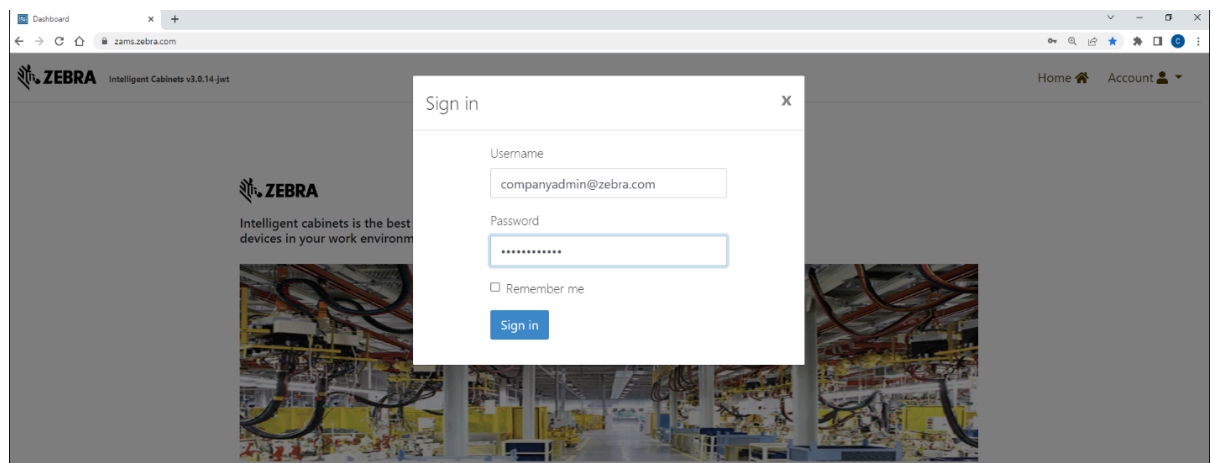 Dashboard
zams.zebra.com
ZEBRA Intelligent Cabinets v3.0.14-jwt
Home Account
Sign in X
Username
companyadmin@zebra.com
Password
Remember me
Sign in
ZEBRA
Intelligent cabinets is the best
devices in your work environm